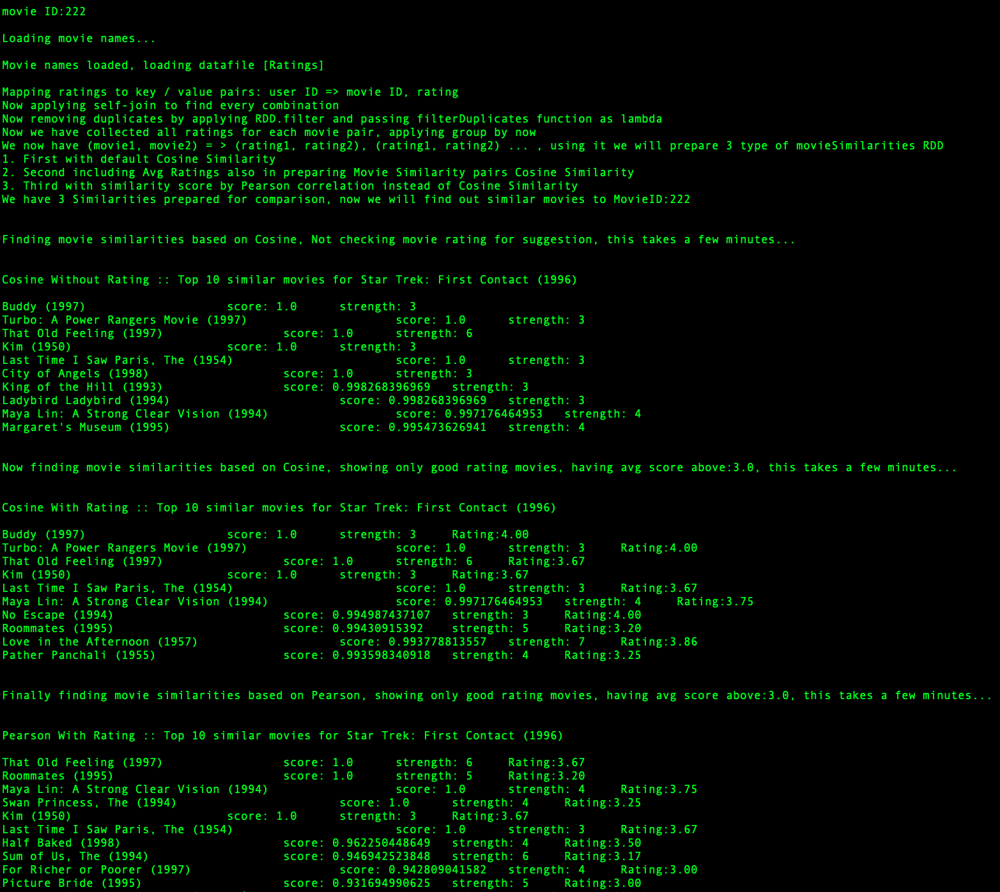 movie ID:222
Loading movie names...
Movie names loaded, loading datafile [Ratings]
Mapping ratings to key / value pairs: user ID => movie ID, rating
Now applying self-join to find every combination
Now removing duplicates by applying RDD.filter and passing filterDuplicates function as lambda
Now we have collected all ratings for each movie pair, applying group by now
We now have (movie1, movie2) = > (rating1, rating2), (rating1, rating2) ... , using it we will prepare 3 type of movieSimilarities RDD
1. First with default Cosine Similarity
2. Second including Avg Ratings also in preparing Movie Similarity pairs Cosine Similarity
3. Third with similarity score by Pearson correlation instead of Cosine Similarity
We have 3 Similarities prepared for comparison, now we will find out similar movies to MovieID:222
Finding movie similarities based on Cosine, Not checking movie rating for suggestion, this takes a few minutes...
Cosine Without Rating :: Top 10 similar movies for Star Trek: First Contact (1996)
Buddy (1997) score: 1.0 strength: 3
Turbo: A Power Rangers Movie (1997) score: 1.0 strength: 3
That Old Feeling (1997) score: 1.0 strength: 6
Kim (1950) score: 1.0 strength: 3
Last Time I Saw Paris, The (1954) score: 1.0 strength: 3
City of Angels (1998) score: 1.0 strength: 3
King of the Hill (1993) score: 0.998268396969 strength: 3
Ladybird Ladybird (1994) score: 0.998268396969 strength: 3
Maya Lin: A Strong Clear Vision (1994) score: 0.997176464953 strength: 4
Margaret's Museum (1995) score: 0.995473626941 strength: 4
Now finding movie similarities based on Cosine, showing only good rating movies, having avg score above:3.0, this takes a few minutes...
Cosine With Rating :: Top 10 similar movies for Star Trek: First Contact (1996)
Buddy (1997) score: 1.0 strength: 3 Rating:4.00
Turbo: A Power Rangers Movie (1997) score: 1.0 strength: 3 Rating:4.00
That Old Feeling (1997) score: 1.0 strength: 6 Rating:3.67
Kim (1950) score: 1.0 strength: 3 Rating:3.67
Last Time I Saw Paris, The (1954) score: 1.0 strength: 3 Rating:3.67
Maya Lin: A Strong Clear Vision (1994) score: 0.997176464953 strength: 4 Rating:3.75
No Escape (1994) score: 0.994987437107 strength: 3 Rating:4.00
Roommates (1995) score: 0.99430915392 strength: 5 Rating:3.20
Love in the Afternoon (1957) score: 0.993778813557 strength: 7 Rating:3.86
Pather Panchali (1955) score: 0.993598340918 strength: 4 Rating:3.25
Finally finding movie similarities based on Pearson, showing only good rating movies, having avg score above:3.0, this takes a few minutes...
Pearson With Rating :: Top 10 similar movies for Star Trek: First Contact (1996)
That Old Feeling (1997) score: 1.0 strength: 6 Rating:3.67
Roommates (1995) score: 1.0 strength: 5 Rating:3.20
Maya Lin: A Strong Clear Vision (1994) score: 1.0 strength: 4 Rating:3.75
Swan Princess, The (1994) score: 1.0 strength: 4 Rating:3.25
Kim (1950) score: 1.0 strength: 3 Rating:3.67
Last Time I Saw Paris, The (1954) score: 1.0 strength: 3 Rating:3.67
Half Baked (1998) score: 0.962250448649 strength: 4 Rating:3.50
Sum of Us, The (1994) score: 0.946942523848 strength: 6 Rating:3.17
For Richer or Poorer (1997) score: 0.942809041582 strength: 4 Rating:3.00
Picture Bride (1995) score: 0.931694990625 strength: 5 Rating:3.00